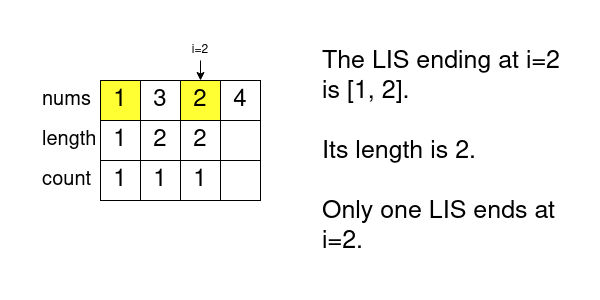 i=2
nums 1 3 2 4
length 1 2 2
count 1 1 1
The LIS ending at i=2
is [1, 2].
Its length is 2.
Only one LIS ends at
i=2.